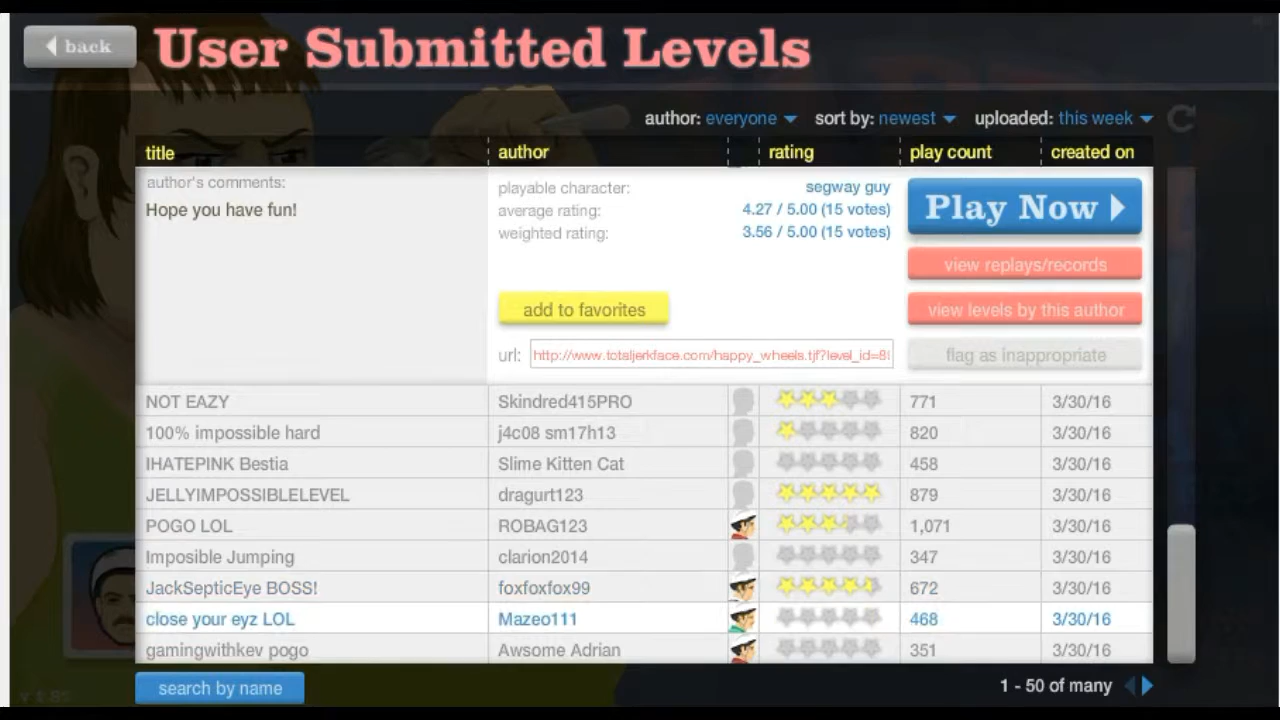 back
User Submitted Levels
author: everyone sort by: newest uploaded: this week
title author rating play count created on
author's comments:
Hope you have fun!
playable character: segway guy
average rating: 4.27 / 5.00 (15 votes)
weighted rating: 3.56 / 5.00 (15 votes)
Play Now
view replays/records
add to favorites
view levels by this author
url: http://www.totaljerkface.com/happy_wheels.tjf?level_id=8
flag as inappropriate
NOT EAZY Skindred415PRO 771 3/30/16
100% impossible hard j4c08 sm17h13 820 3/30/16
IHATEPINK Bestia Slime Kitten Cat 458 3/30/16
JELLYIMPOSSIBLELEVEL dragurt123 879 3/30/16
POGO LOL ROBAG123 1,071 3/30/16
Imposible Jumping clarion2014 347 3/30/16
JackSepticEye BOSS! foxfoxfox99 672 3/30/16
close your eyz LOL Mazeo111 468 3/30/16
gamingwithkev pogo Awsome Adrian 351 3/30/16
search by name
1 - 50 of many